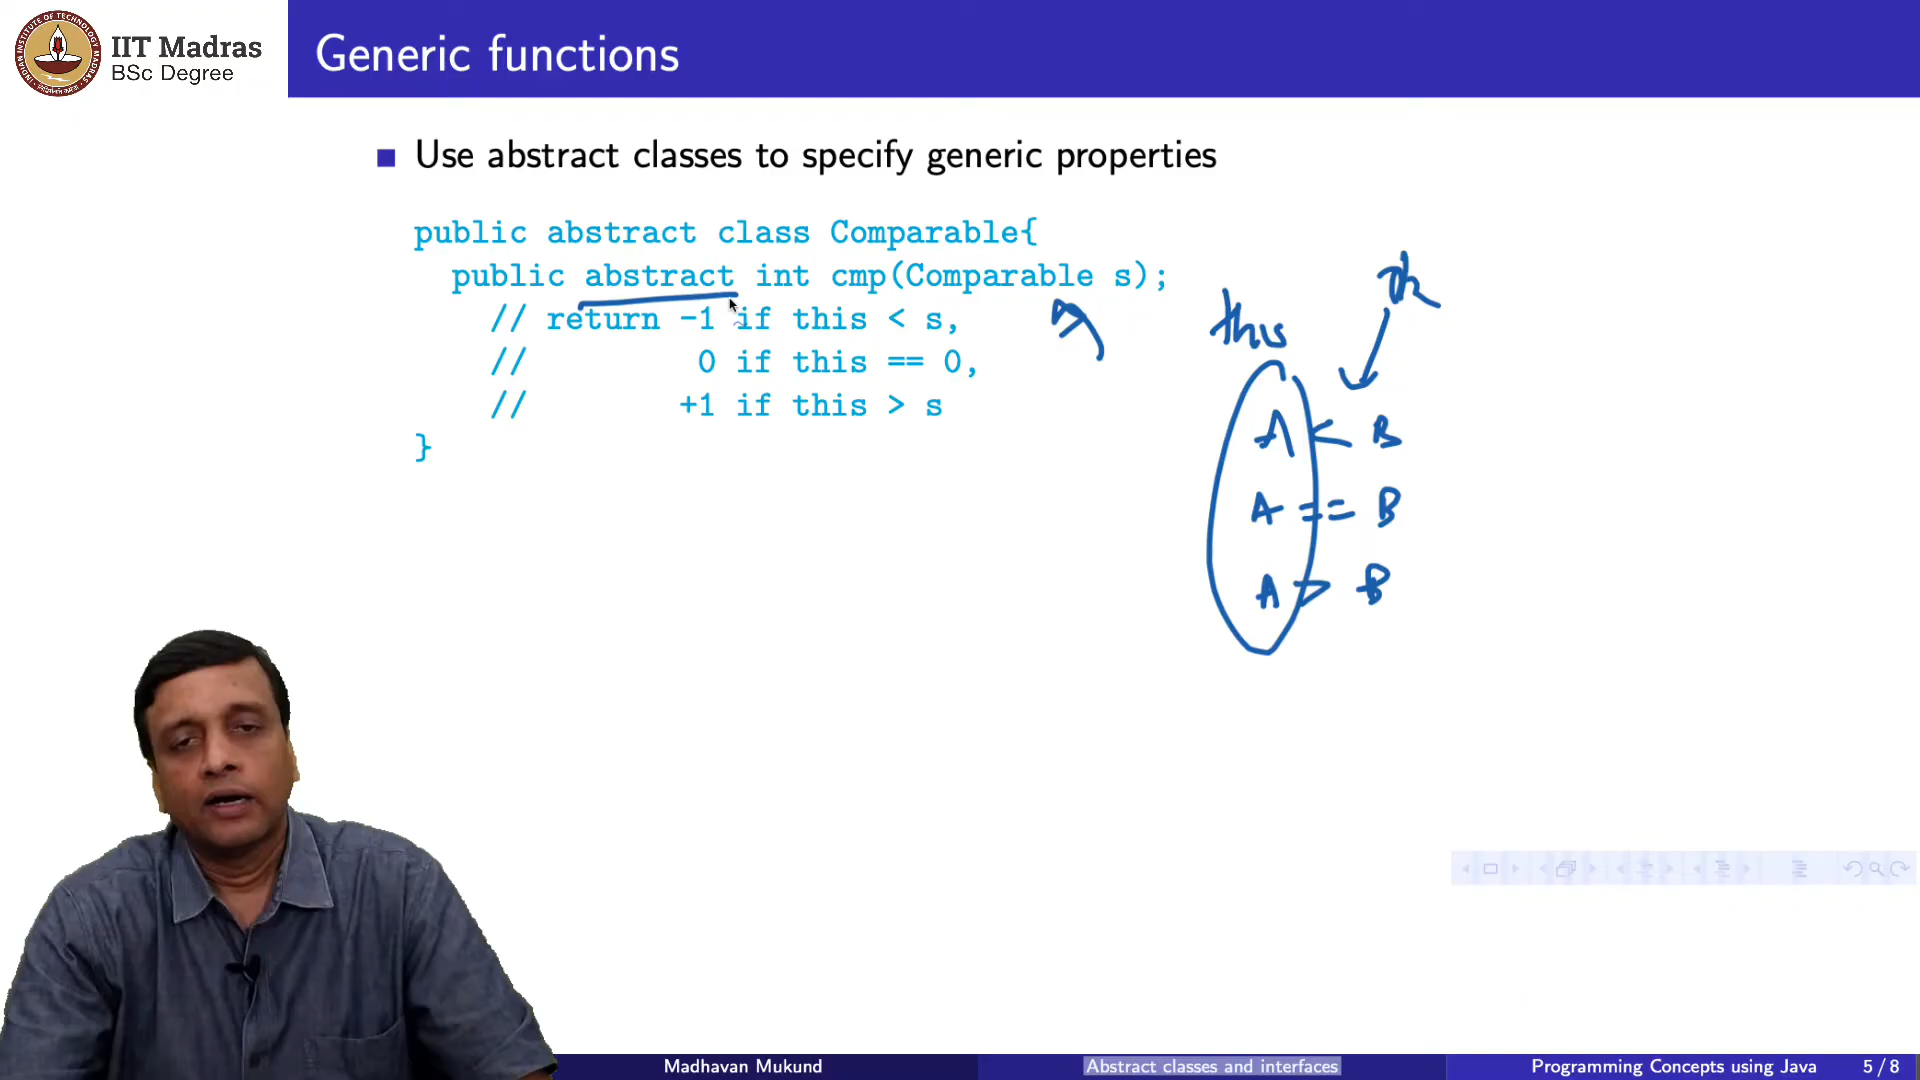 IIT Madras
BSc Degree
Generic functions
Use abstract classes to specify generic properties
public abstract class Comparable{
public abstract int cmp(Comparable s);
// return -1 if this < s,
// 0 if this == 0,
// +1 if this > s
}
this
A < B
A == B
A > B
Madhavan Mukund
Abstract classes and interfaces
Programming Concepts using Java
5 / 8